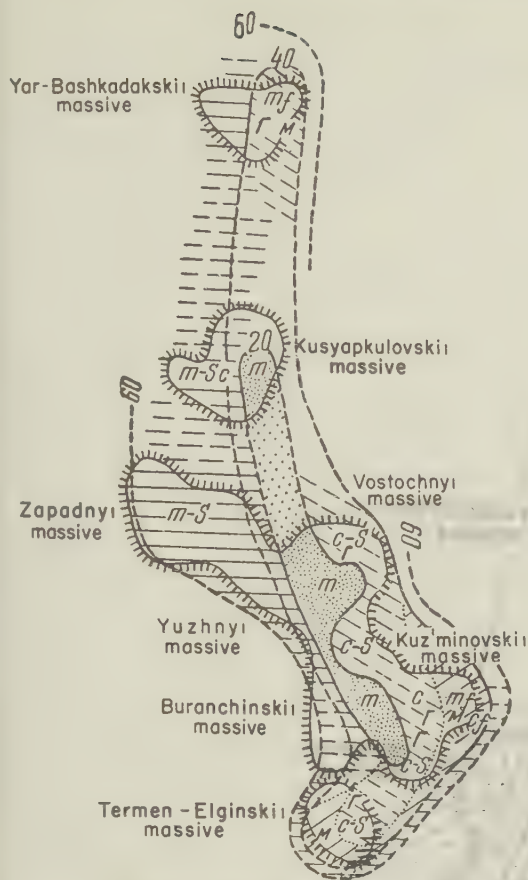 60
40
Yar-Bashkadakskii
massive
mf
Г
м
Kusyapkulovskii
massive
20
m-Sc
m
60
Vostochnyi
massive
Zapadnyi
massive
m-S
c-S
Г
60
m
Yuzhnyi
massive
c-S
Kuz'minovskii
massive
Buranchinskii
massive
m
c
mf
Г
м
Г
c-S
Termen-Elginskii
massive
Г
м
c-S